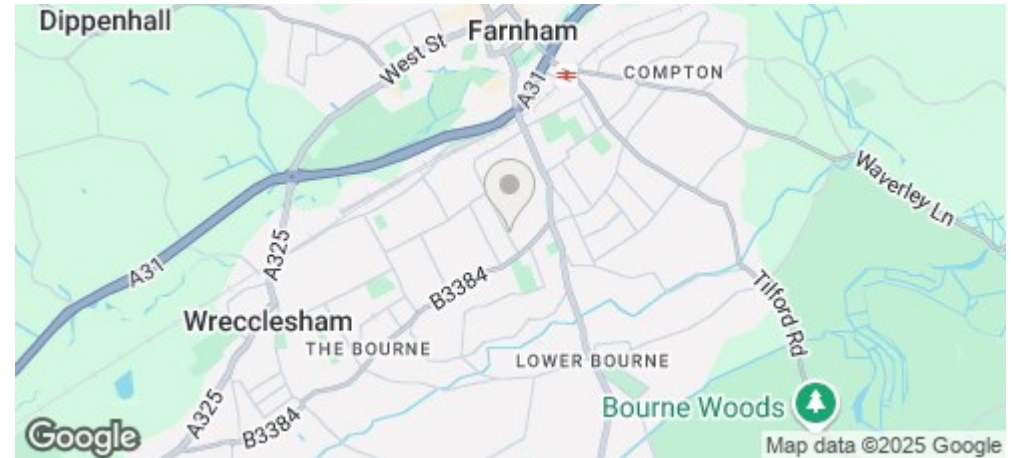 Dippenhall
Farnham
West St
A31
COMPTON
Waverley Ln
A325
A31
B3384
Tilford Rd
Wrecclesham
THE BOURNE
LOWER BOURNE
A325
B3384
Bourne Woods
Google
Map data ©2025 Google